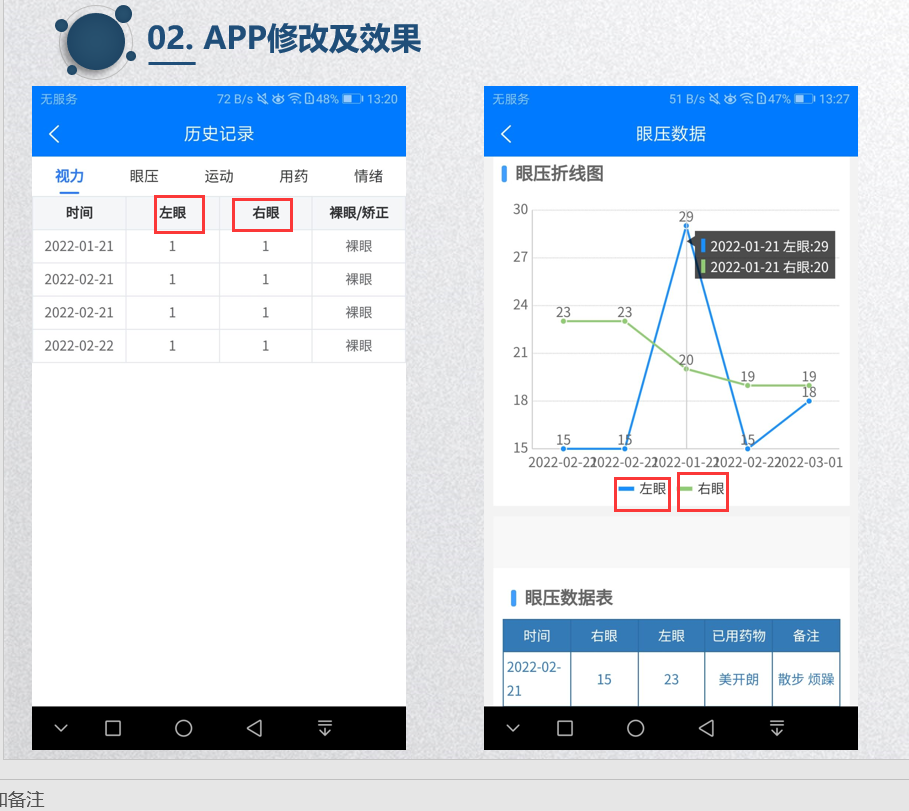 02. APP修改及效果
无服务 72 B/s 48% 13:20
历史记录
视力 眼压 运动 用药 情绪
时间 左眼 右眼 裸眼/矫正
2022-01-21 1 1 裸眼
2022-02-21 1 1 裸眼
2022-02-21 1 1 裸眼
2022-02-22 1 1 裸眼
无服务 51 B/s 47% 13:27
眼压数据
眼压折线图
30
27
24
21
18
15
29
2022-01-21 左眼:29
2022-01-21 右眼:20
23 23
20
19 19
18
15 15 15
2022-02-21 2022-02-21 2022-01-21 2022-02-22 2022-03-01
左眼 右眼
眼压数据表
时间 右眼 左眼 已用药物 备注
2022-02-
21 15 23 美开朗 散步 烦躁
备注